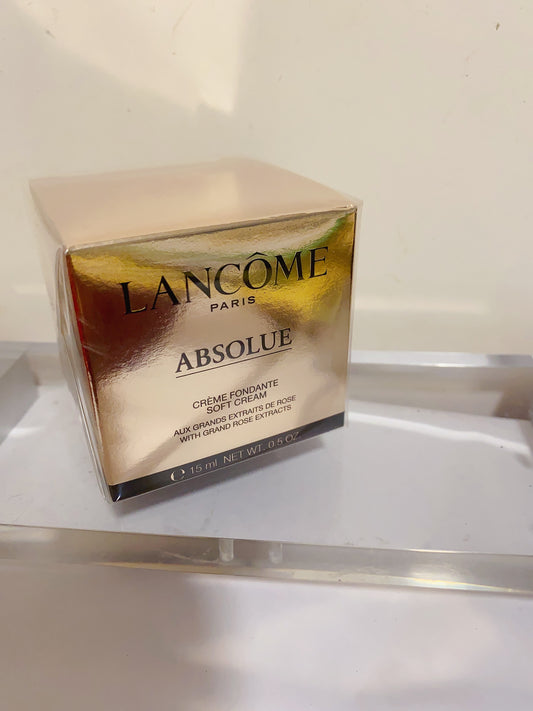 LANCÔME
PARIS
ABSOLUE
CRÈME FONDANTE
SOFT CREAM
AUX GRANDS EXTRAITS DE ROSE
WITH GRAND ROSE EXTRACTS
℮ 15 ml NET WT. 0.5 OZ.